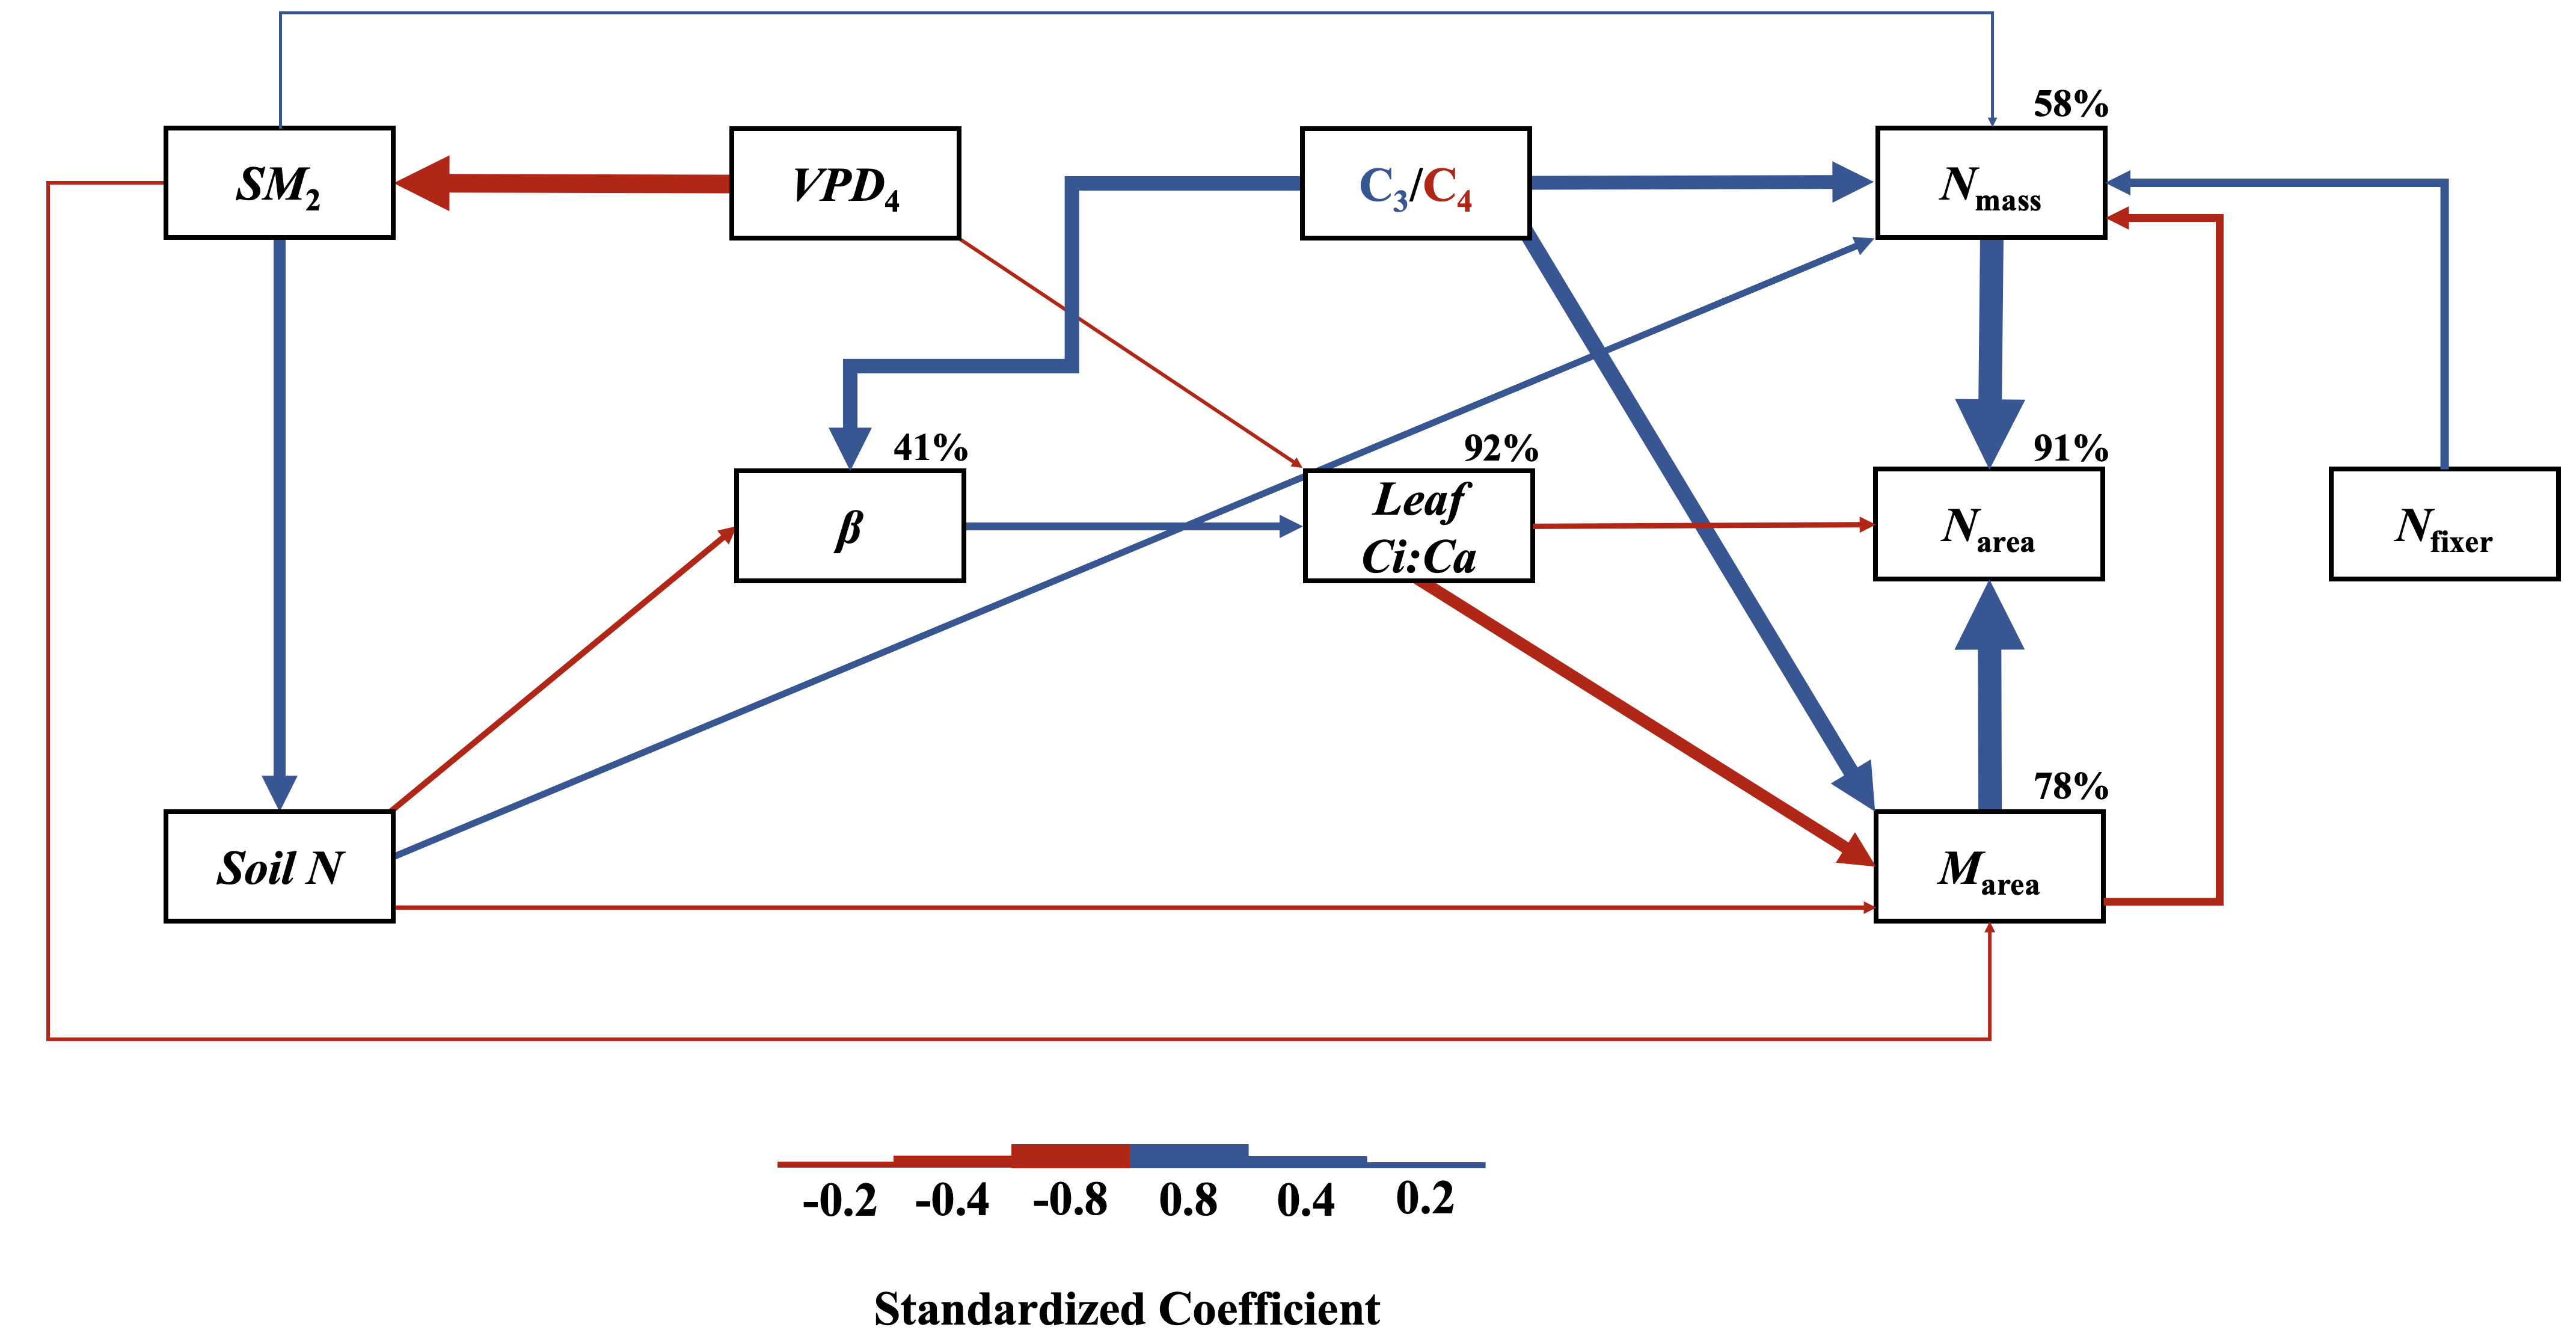 58%
SM2
VPD4
C3/C4
Nmass
41%
92%
91%
β
Leaf
Ci:Ca
Narea
Nfixer
78%
Soil N
Marea
-0.2 -0.4 -0.8 0.8 0.4 0.2
Standardized Coefficient